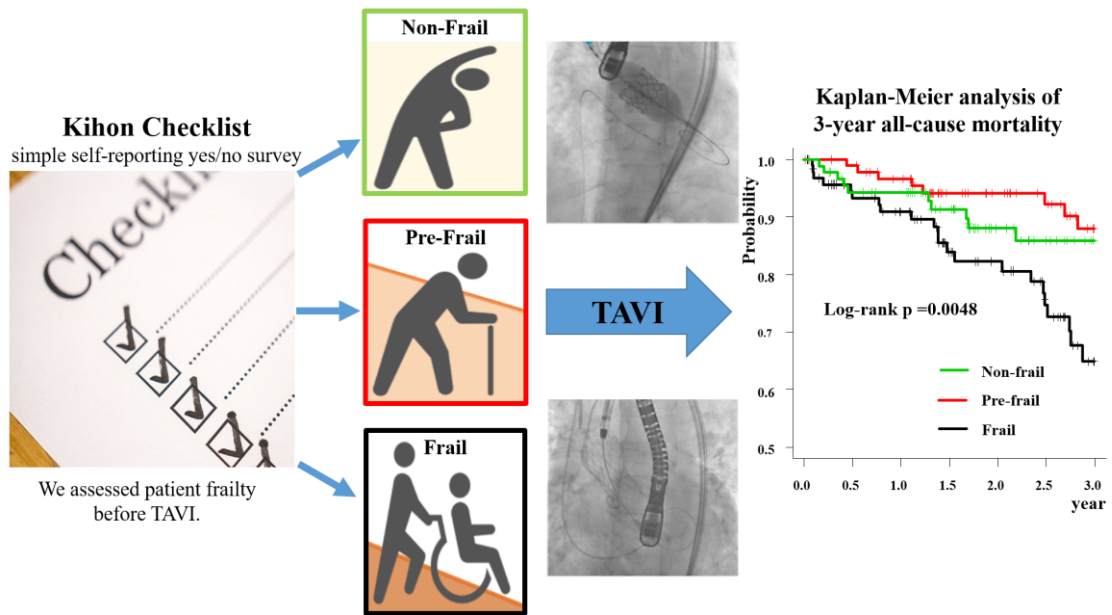 Kihon Checklist
simple self-reporting yes/no survey
Checklis
We assessed patient frailty
before TAVI.
Non-Frail
Pre-Frail
Frail
TAVI
Kaplan-Meier analysis of
3-year all-cause mortality
Probability
1.0
0.9
0.8
0.7
0.6
0.5
Log-rank p =0.0048
Non-frail
Pre-frail
Frail
0.0 0.5 1.0 1.5 2.0 2.5 3.0
year